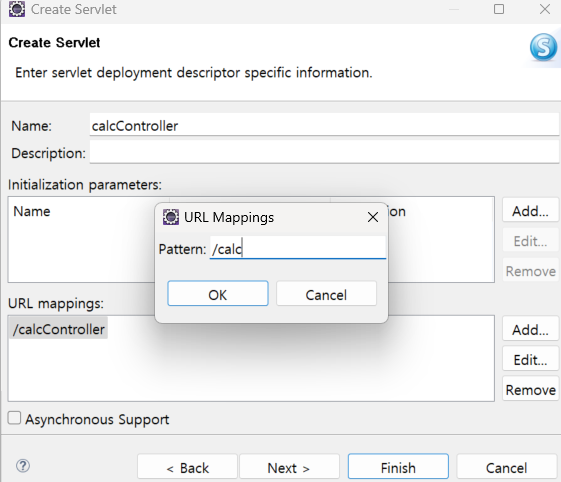 Create Servlet
Create Servlet
Enter servlet deployment descriptor specific information.
Name: calcController
Description:
Initialization parameters:
Name
Add...
Edit...
Remove
URL Mappings
Pattern: /calc
OK Cancel
URL mappings:
/calcController
Add...
Edit...
Remove
Asynchronous Support
? < Back Next > Finish Cancel